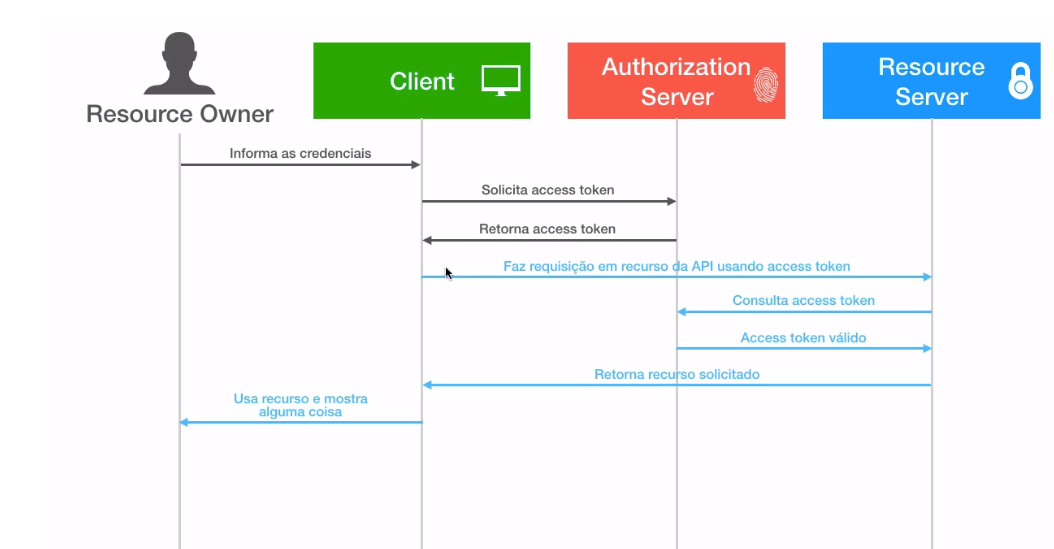 Resource Owner
Client
Authorization
Server
Resource
Server
Informa as credenciais
Solicita access token
Retorna access token
Faz requisição em recurso da API usando access token
Consulta access token
Access token válido
Retorna recurso solicitado
Usa recurso e mostra
alguma coisa